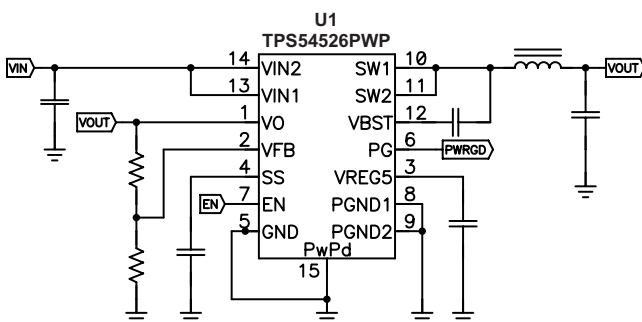 U1
TPS54526PWP
VIN
14 VIN2 SW1 10
VOUT
13 VIN1 SW2 11
VOUT
1 VO VBST 12
2 VFB PG 6
PWRGD
4 SS VREG5 3
EN
7 EN PGND1 8
5 GND PGND2 9
PwPd
15